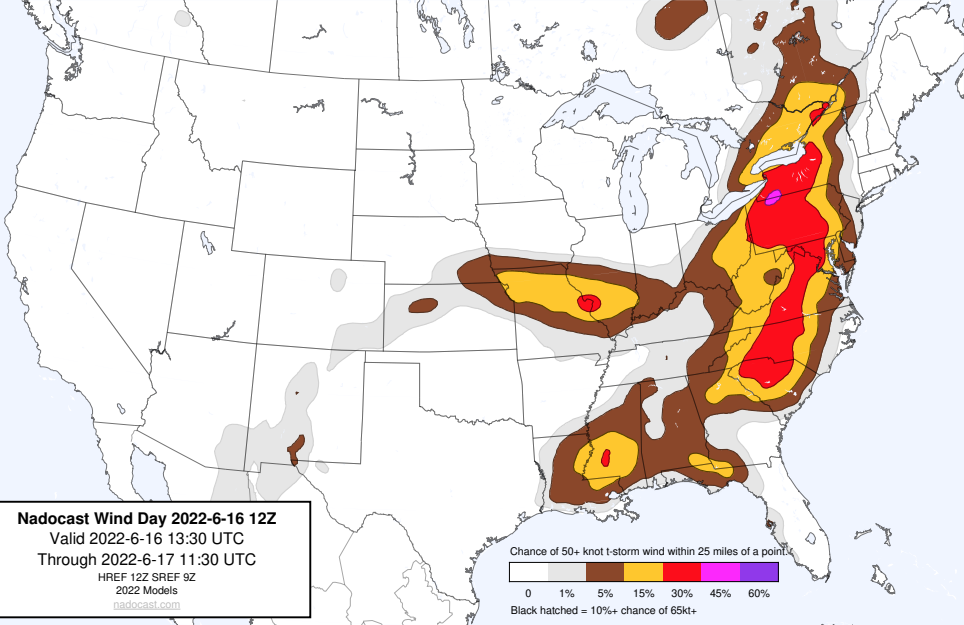 Nadocast Wind Day 2022-6-16 12Z
Valid 2022-6-16 13:30 UTC
Through 2022-6-17 11:30 UTC
HREF 12Z SREF 9Z
2022 Models
nadocast.com
Chance of 50+ knot t-storm wind within 25 miles of a point.
0 1% 5% 15% 30% 45% 60%
Black hatched = 10%+ chance of 65kt+